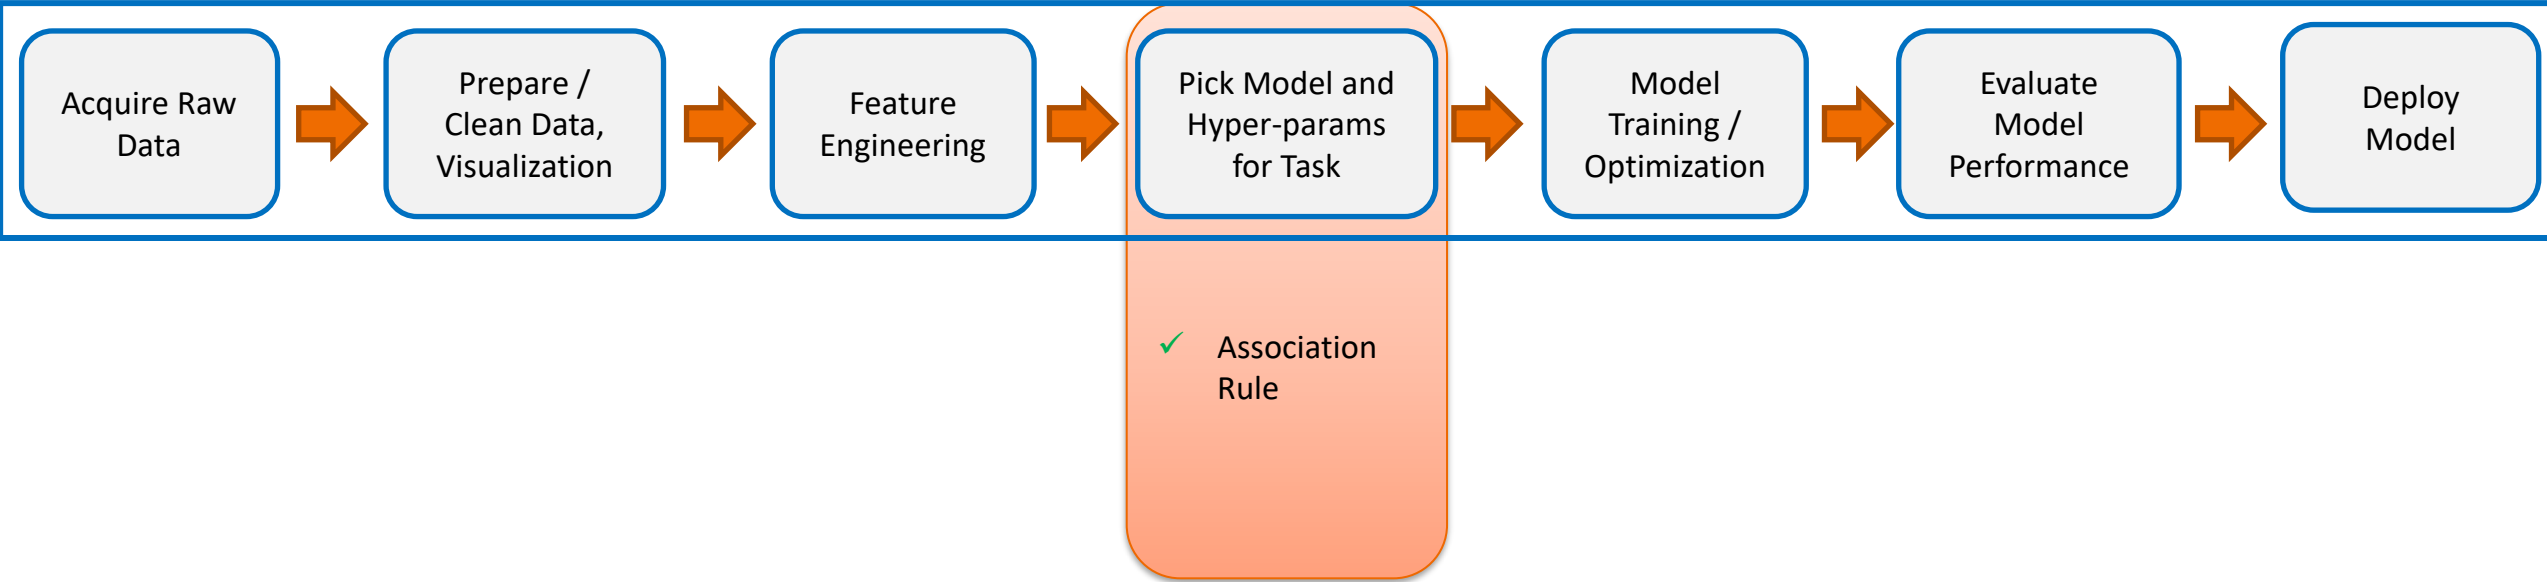 Acquire Raw
Data
Prepare /
Clean Data,
Visualization
Feature
Engineering
Pick Model and
Hyper-params
for Task
Model
Training /
Optimization
Evaluate
Model
Performance
Deploy
Model
✓ Association
Rule